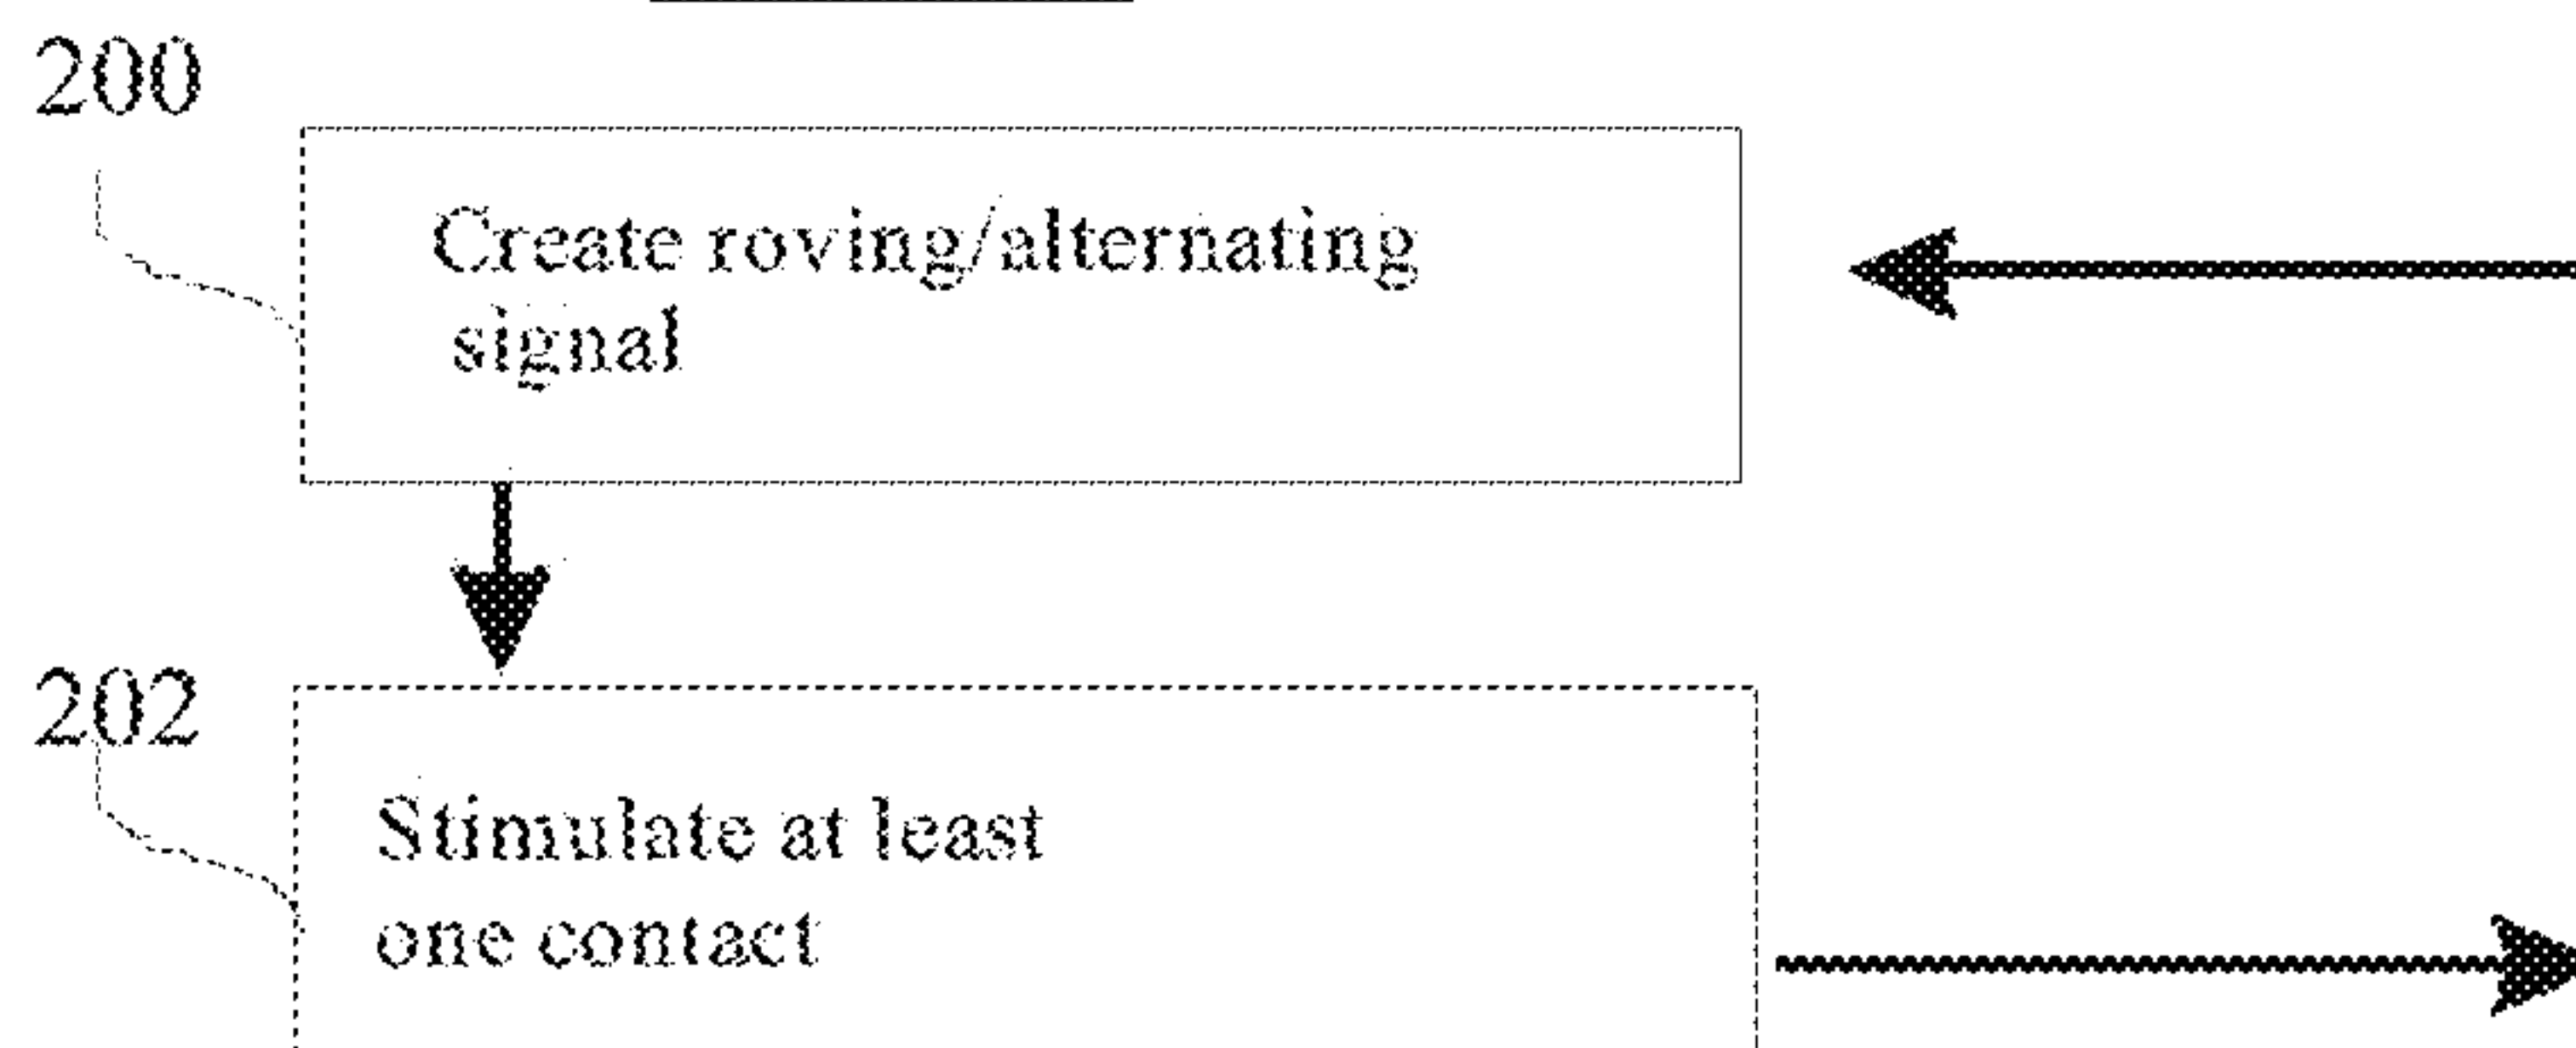 200
Create roving/alternating
signal
202
Stimulate at least
one contact